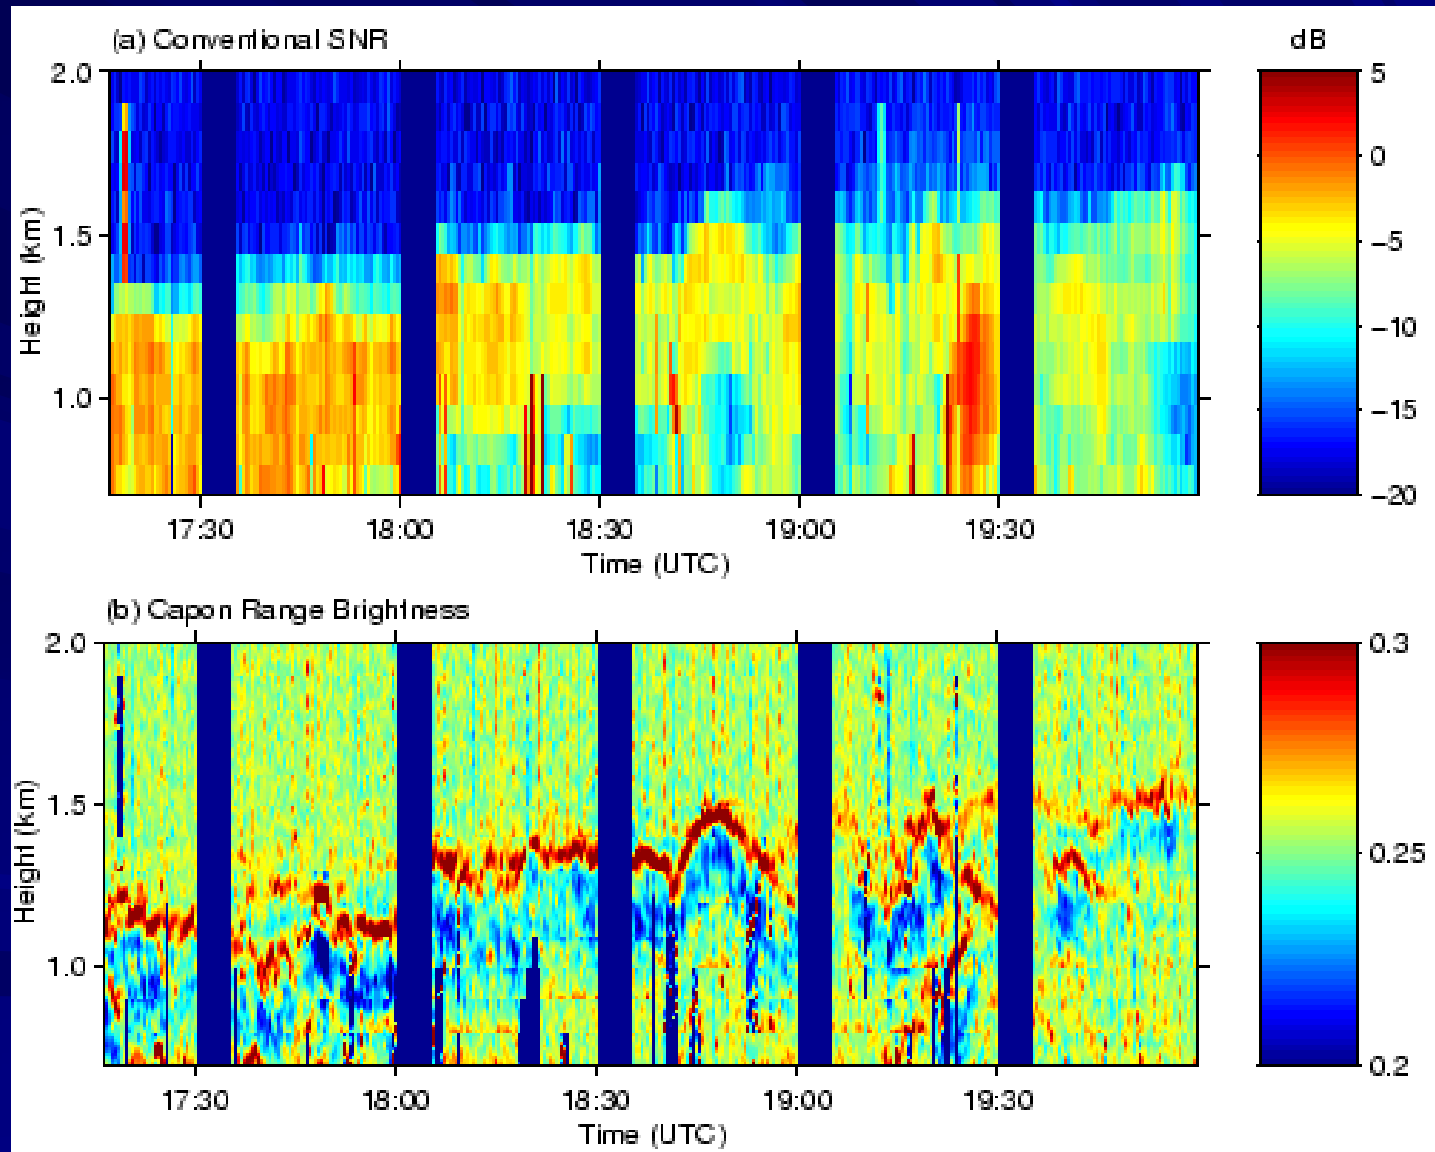 (a) Conventional SNR
dB
2.0
1.5
1.0
Height (km)
17:30 18:00 18:30 19:00 19:30
Time (UTC)
5
0
−5
−10
−15
−20
(b) Capon Range Brightness
2.0
1.5
1.0
Height (km)
17:30 18:00 18:30 19:00 19:30
Time (UTC)
0.3
0.25
0.2